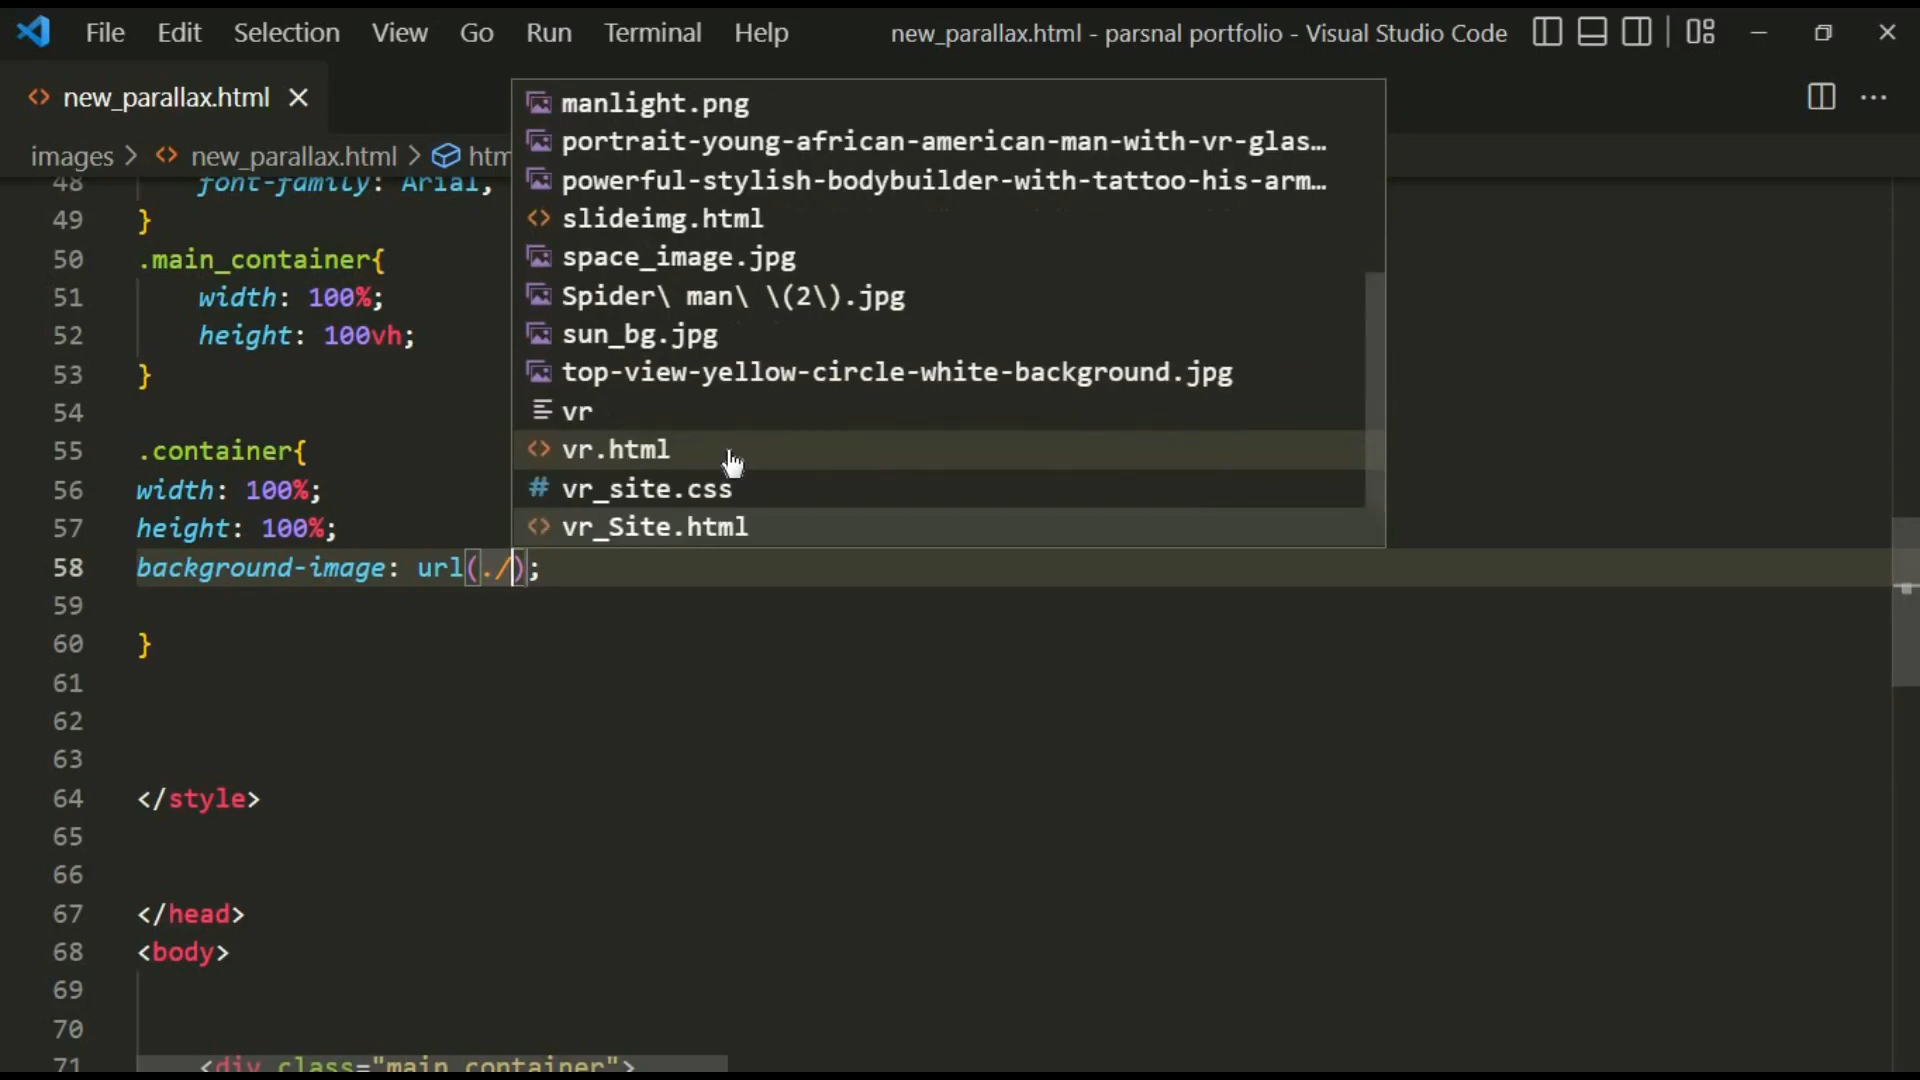 File Edit Selection View Go Run Terminal Help new_parallax.html - parsnal portfolio - Visual Studio Code
<> new_parallax.html
images > <> new_parallax.html > htm
manlight.png
portrait-young-african-american-man-with-vr-glas…
powerful-stylish-bodybuilder-with-tattoo-his-arm…
<> slideimg.html
space_image.jpg
Spider\ man\ \(2\).jpg
sun_bg.jpg
top-view-yellow-circle-white-background.jpg
vr
<> vr.html
# vr_site.css
<> vr_Site.html
48 font-family: Arial,
49 }
50 .main_container{
51 width: 100%;
52 height: 100vh;
53 }
54
55 .container{
56 width: 100%;
57 height: 100%;
58 background-image: url(./);
59
60 }
61
62
63
64 </style>
65
66
67 </head>
68 <body>
69
70
71 <div class="main_container">